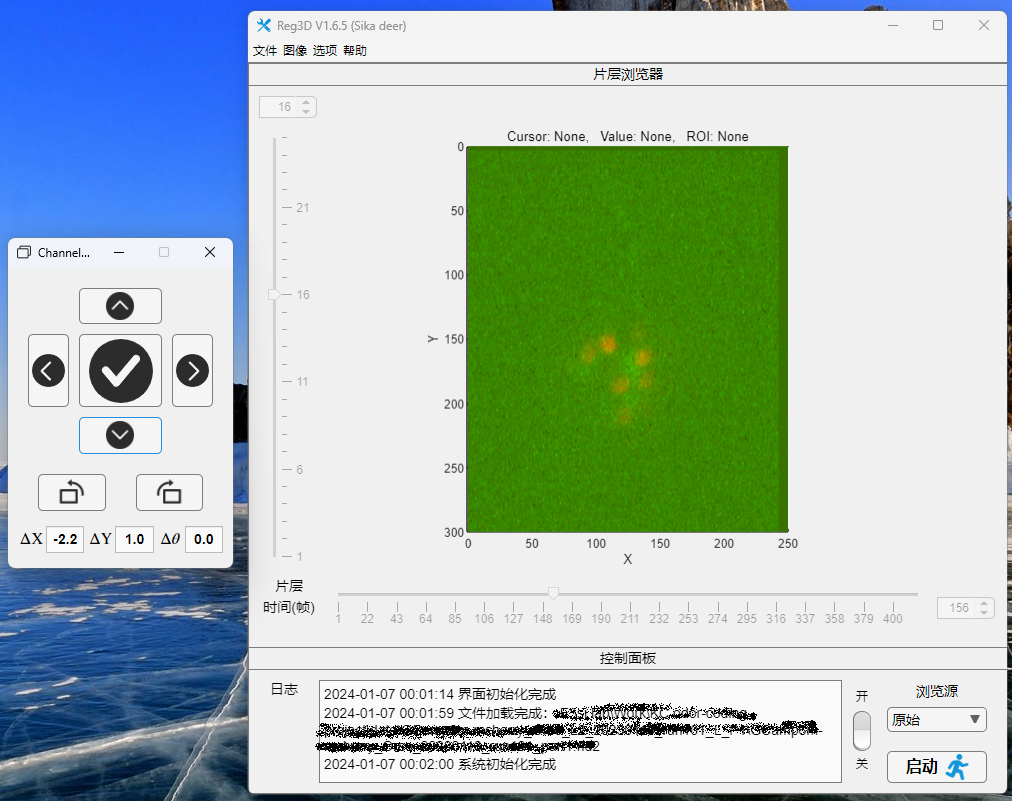 Reg3D V1.6.5 (Sika deer)
文件 图像 选项 帮助
片层浏览器
16
Cursor: None, Value: None, ROI: None
21
16
11
6
1
0
50
100
150
200
250
300
Y
0 50 100 150 200 250
X
片层
时间(帧)
1 22 43 64 85 106 127 148 169 190 211 232 253 274 295 316 337 358 379 400
156
控制面板
日志
2024-01-07 00:01:14 界面初始化完成
2024-01-07 00:01:59 文件加载完成:
2024-01-07 00:02:00 系统初始化完成
开
关
浏览源
原始
启动
Channel...
ΔX -2.2 ΔY 1.0 Δθ 0.0